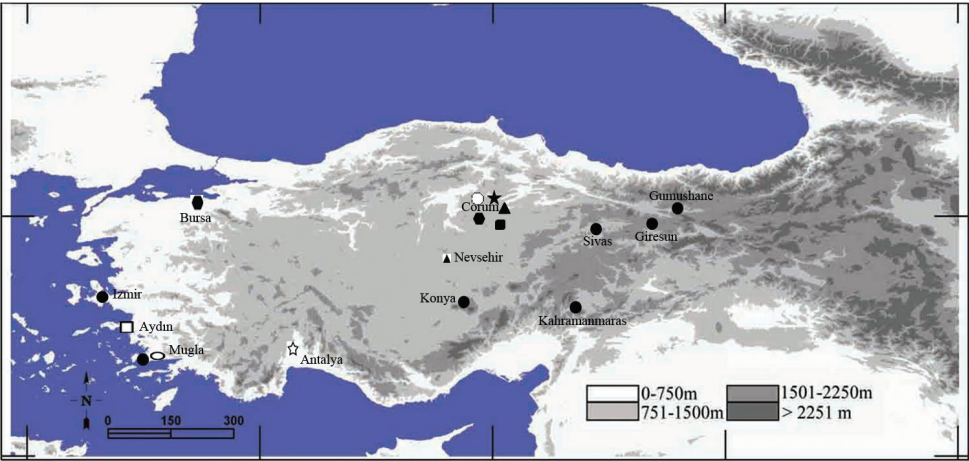 Gumushane
Corum
Bursa
Giresun
Sivas
Nevsehir
Izmir
Konya
Kahramanmaras
Aydın
Mugla
Antalya
N
0 150 300
0-750m
751-1500m
1501-2250m
> 2251 m